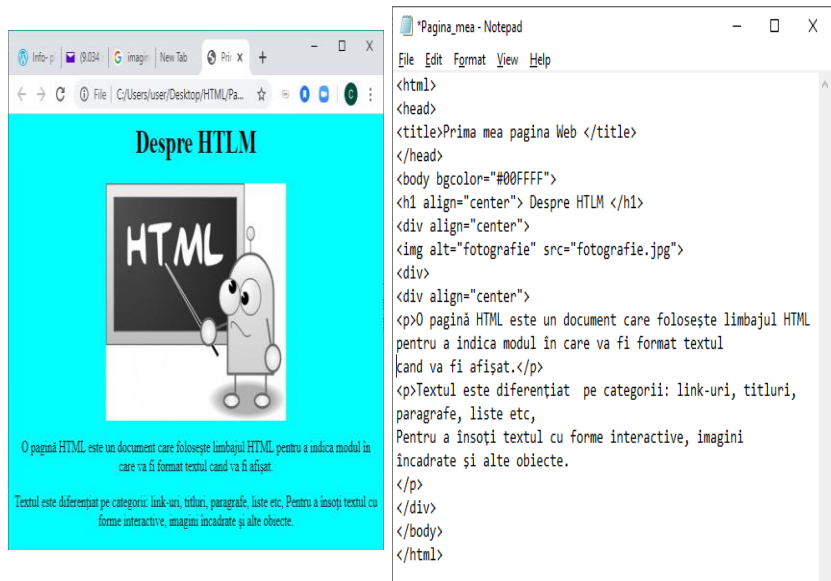 Info- p
(9.034
imagin
New Tab
Prir
File
C:/Users/user/Desktop/HTML/Pa...
C
Despre HTLM
HTML
O pagină HTML este un document care folosește limbajul HTML pentru a indica modul în
care va fi format textul cand va fi afișat.
Textul este diferențiat pe categorii: link-uri, titluri, paragrafe, liste etc, Pentru a însoți textul cu
forme interactive, imagini încadrate și alte obiecte.
*Pagina_mea - Notepad
File Edit Format View Help
<html>
<head>
<title>Prima mea pagina Web </title>
</head>
<body bgcolor="#00FFFF">
<h1 align="center"> Despre HTLM </h1>
<div align="center">
<img alt="fotografie" src="fotografie.jpg">
<div>
<div align="center">
<p>O pagină HTML este un document care folosește limbajul HTML
pentru a indica modul în care va fi format textul
cand va fi afișat.</p>
<p>Textul este diferențiat  pe categorii: link-uri, titluri,
paragrafe, liste etc,
Pentru a însoți textul cu forme interactive, imagini
încadrate și alte obiecte.
</p>
</div>
</body>
</html>